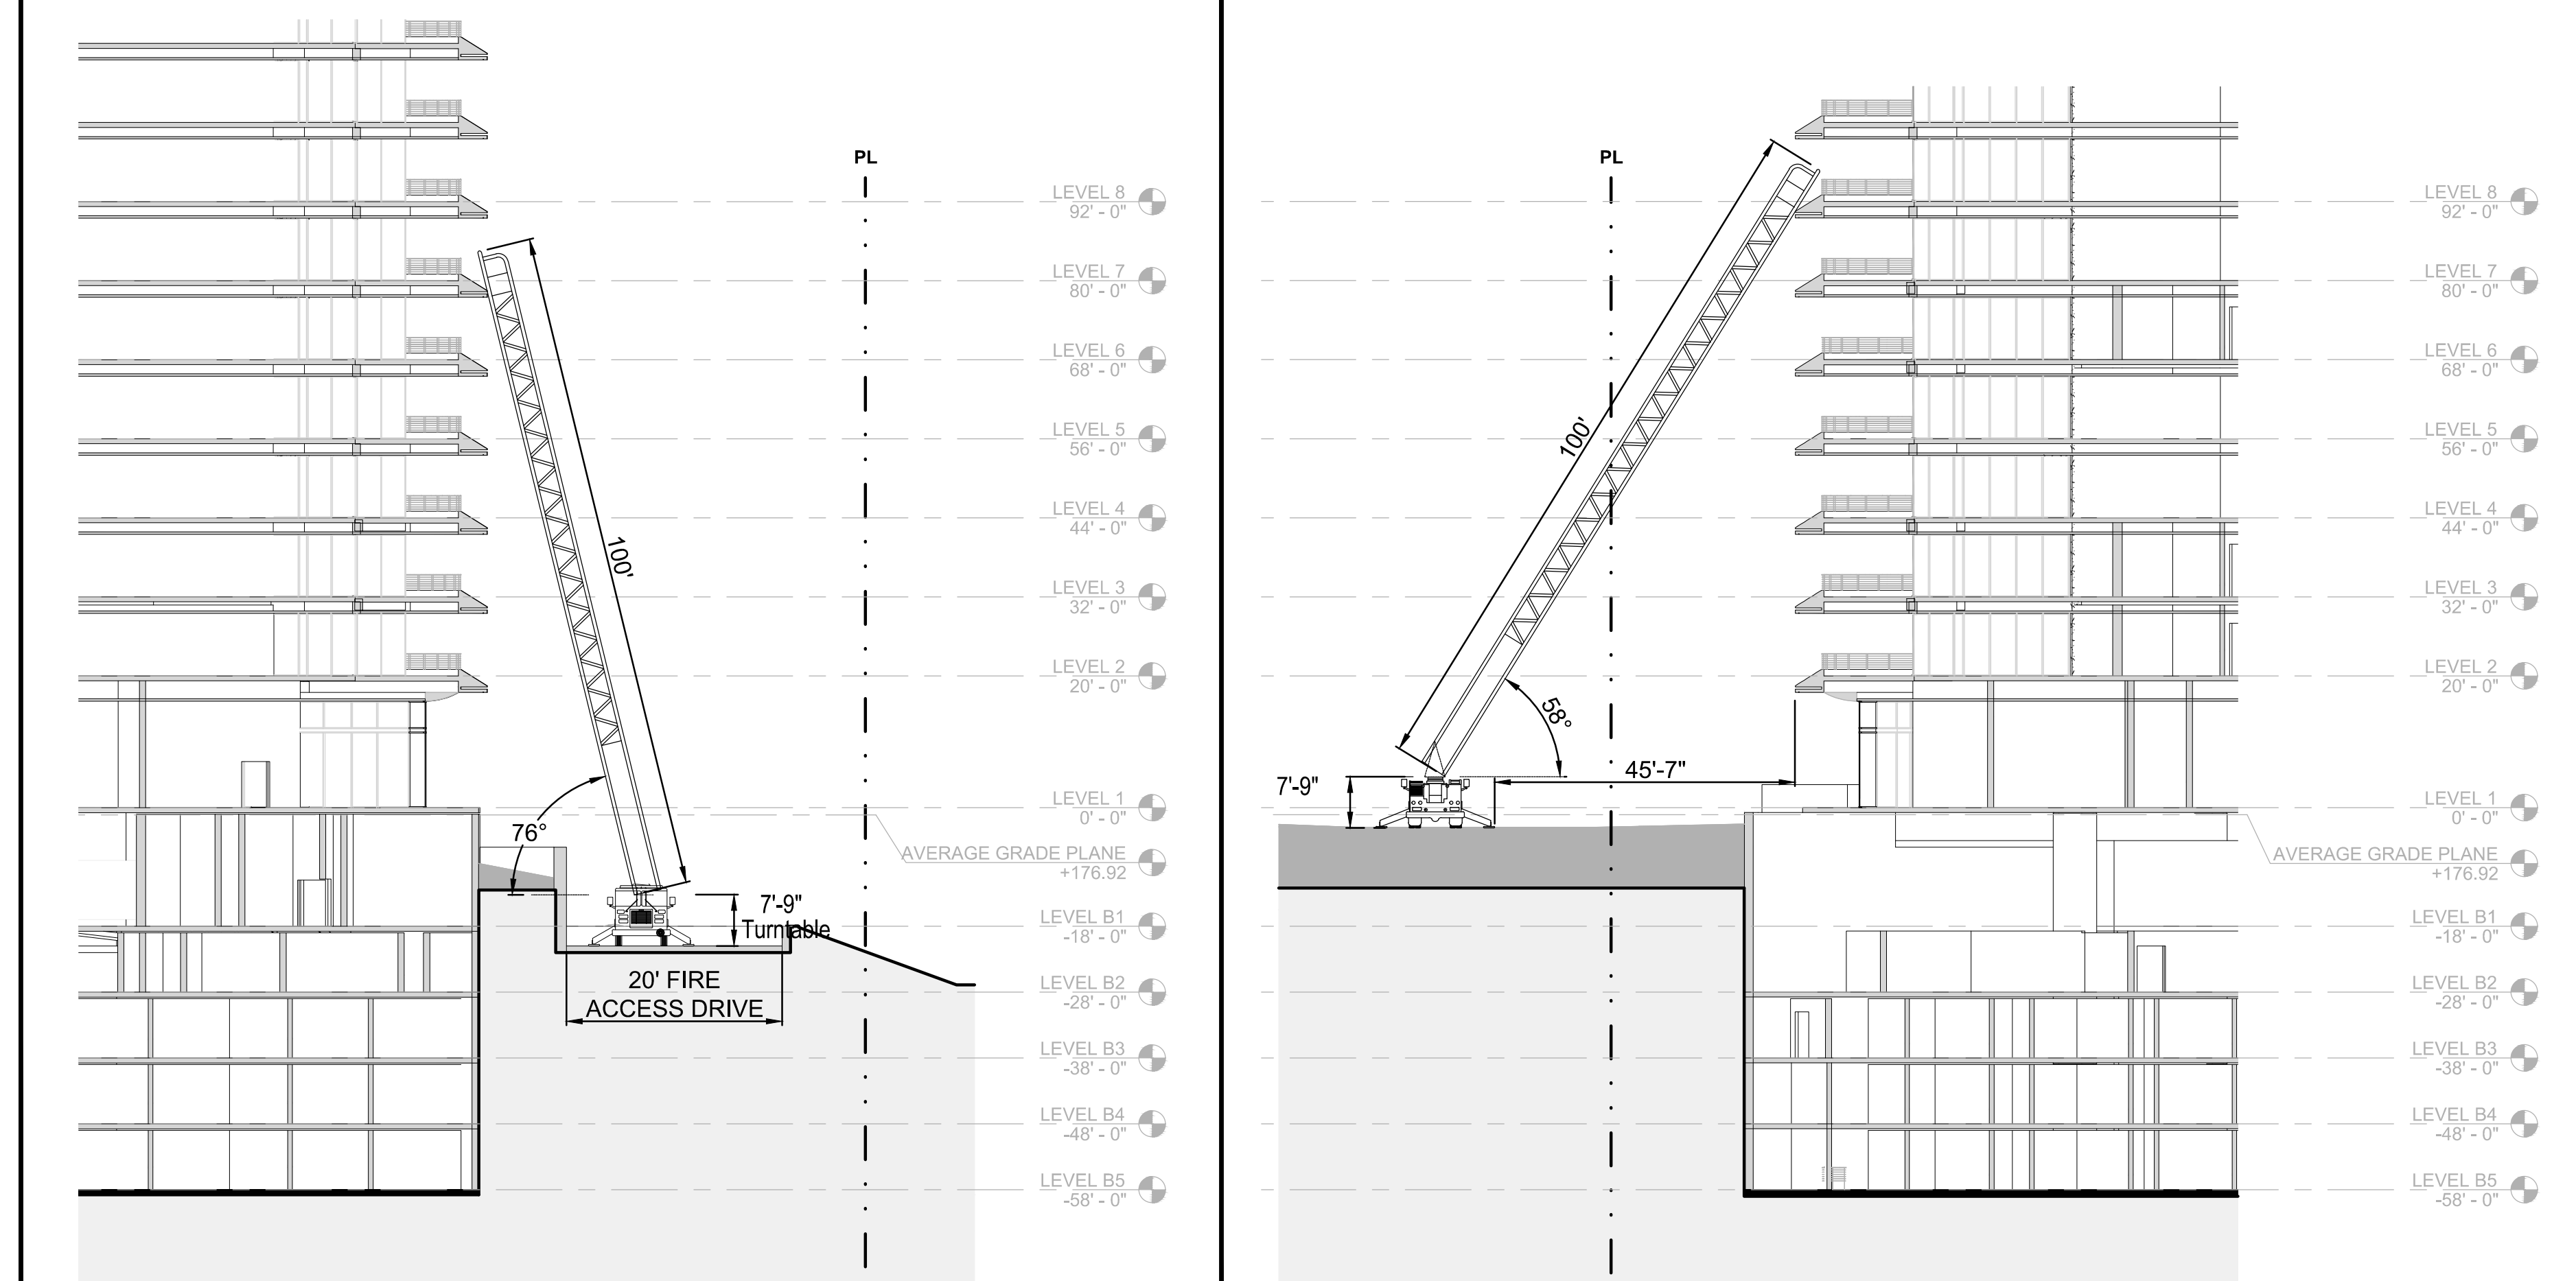 PL
LEVEL 8
92' - 0"
LEVEL 7
80' - 0"
LEVEL 6
68' - 0"
LEVEL 5
56' - 0"
LEVEL 4
44' - 0"
100'
LEVEL 3
32' - 0"
LEVEL 2
20' - 0"
LEVEL 1
0' - 0"
76°
AVERAGE GRADE PLANE
+176.92
7'-9"
Turntable
LEVEL B1
-18' - 0"
20' FIRE
ACCESS DRIVE
LEVEL B2
-28' - 0"
LEVEL B3
-38' - 0"
LEVEL B4
-48' - 0"
LEVEL B5
-58' - 0"
PL
LEVEL 8
92' - 0"
LEVEL 7
80' - 0"
LEVEL 6
68' - 0"
100'
LEVEL 5
56' - 0"
LEVEL 4
44' - 0"
LEVEL 3
32' - 0"
LEVEL 2
20' - 0"
58°
45'-7"
7'-9"
LEVEL 1
0' - 0"
AVERAGE GRADE PLANE
+176.92
LEVEL B1
-18' - 0"
LEVEL B2
-28' - 0"
LEVEL B3
-38' - 0"
LEVEL B4
-48' - 0"
LEVEL B5
-58' - 0"